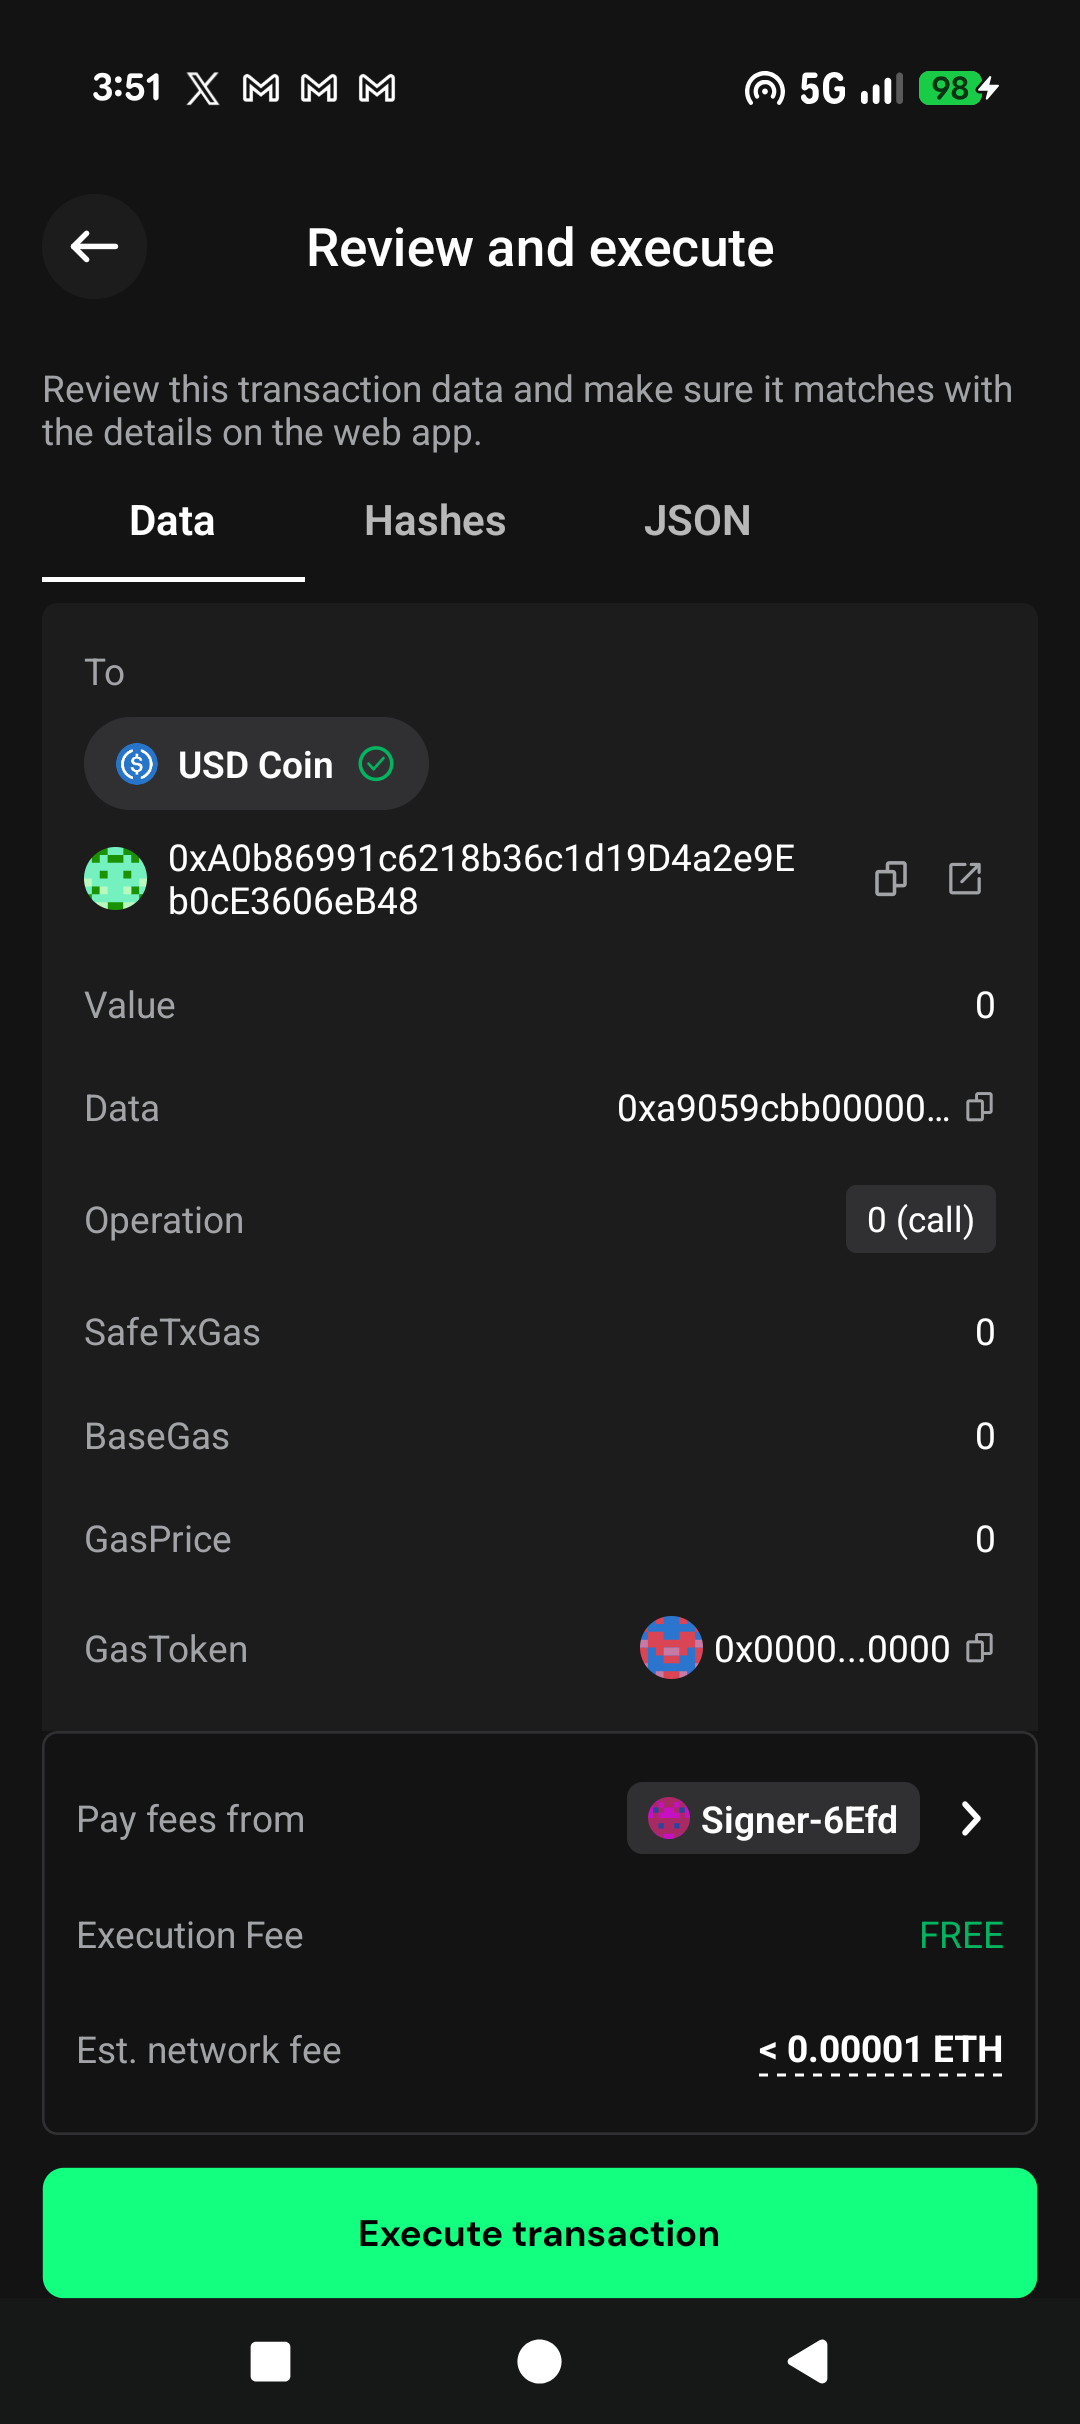 3:51
5G
98
Review and execute
Review this transaction data and make sure it matches with
the details on the web app.
Data
Hashes
JSON
To
USD Coin
0xA0b86991c6218b36c1d19D4a2e9E
b0cE3606eB48
Value
0
Data
0xa9059cbb00000...
Operation
0 (call)
SafeTxGas
0
BaseGas
0
GasPrice
0
GasToken
0x0000...0000
Pay fees from
Signer-6Efd
Execution Fee
FREE
Est. network fee
< 0.00001 ETH
Execute transaction